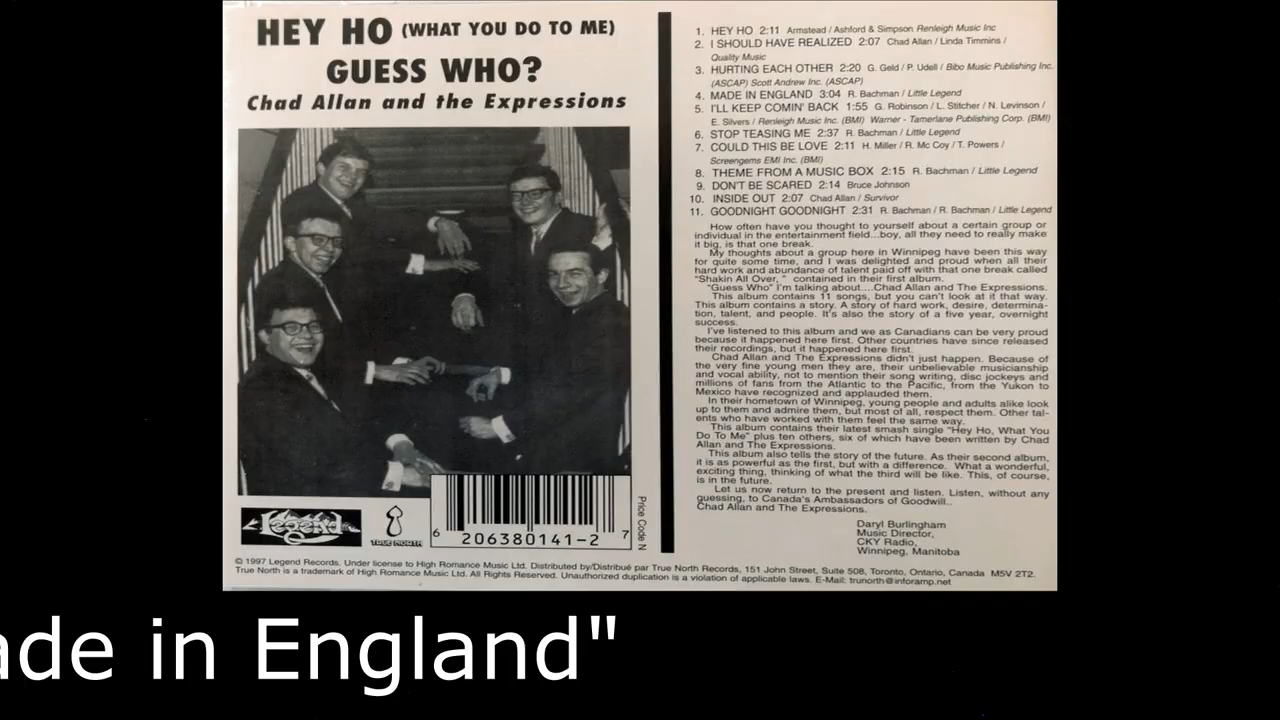 HEY HO (WHAT YOU DO TO ME)
GUESS WHO?
Chad Allan and the Expressions
1. HEY HO 2:11 Armstead / Ashford & Simpson Renleigh Music Inc
2. I SHOULD HAVE REALIZED 2:07 Chad Allan / Linda Timmins /
Quality Music
3. HURTING EACH OTHER 2:20 G. Geld / P. Udell / Bibo Music Publishing Inc.
(ASCAP) Scott Andrew Inc. (ASCAP)
4. MADE IN ENGLAND 3:04 R. Bachman / Little Legend
5. I'LL KEEP COMIN' BACK 1:55 G. Robinson / L. Stitcher / N. Levinson /
E. Silvers / Renleigh Music Inc. (BMI) Warner - Tamerlane Publishing Corp. (BMI)
6. STOP TEASING ME 2:37 R. Bachman / Little Legend
7. COULD THIS BE LOVE 2:11 H. Miller / R. Mc Coy / T. Powers /
Screengems EMI Inc. (BMI)
8. THEME FROM A MUSIC BOX 2:15 R. Bachman / Little Legend
9. DON'T BE SCARED 2:14 Bruce Johnson
10. INSIDE OUT 2:07 Chad Allan / Survivor
11. GOODNIGHT GOODNIGHT 2:31 R. Bachman / R. Bachman / Little Legend
How often have you thought to yourself about a certain group or
individual in the entertainment field...boy, all they need to really make
it big, is that one break.
My thoughts about a group here in Winnipeg have been this way
for quite some time, and I was delighted and proud when all their
hard work and abundance of talent paid off with that one break called
"Shakin All Over, " contained in their first album.
"Guess Who" I'm talking about....Chad Allan and The Expressions.
This album contains 11 songs, but you can't look at it that way.
This album contains a story. A story of hard work, desire, determina-
tion, talent, and people. It's also the story of a five year, overnight
success.
I've listened to this album and we as Canadians can be very proud
because it happened here first. Other countries have since released
their recordings, but it happened here first.
Chad Allan and The Expressions didn't just happen. Because of
the very fine young men they are, their unbelievable musicianship
and vocal ability, not to mention their song writing, disc jockeys and
millions of fans from the Atlantic to the Pacific, from the Yukon to
Mexico have recognized and applauded them.
In their hometown of Winnipeg, young people and adults alike look
up to them and admire them, but most of all, respect them. Other tal-
ents who have worked with them feel the same way.
This album contains their latest smash single "Hey Ho, What You
Do To Me" plus ten others, six of which have been written by Chad
Allan and The Expressions.
This album also tells the story of the future. As their second album,
it is as powerful as the first, but with a difference. What a wonderful,
exciting thing, thinking of what the third will be like. This, of course,
is in the future.
Let us now return to the present and listen. Listen, without any
guessing, to Canada's Ambassadors of Goodwill..
Chad Allan and The Expressions.
Daryl Burlingham
Music Director,
CKY Radio,
Winnipeg, Manitoba
Legend
TRUE NORTH
6 206380141-2 7
Price Code N
© 1997 Legend Records. Under license to High Romance Music Ltd. Distributed by/Distribué par True North Records, 151 John Street, Suite 508, Toronto, Ontario, Canada M5V 2T2.
True North is a trademark of High Romance Music Ltd. All Rights Reserved. Unauthorized duplication is a violation of applicable laws. E-Mail: trunorth@inforamp.net
ade in England"